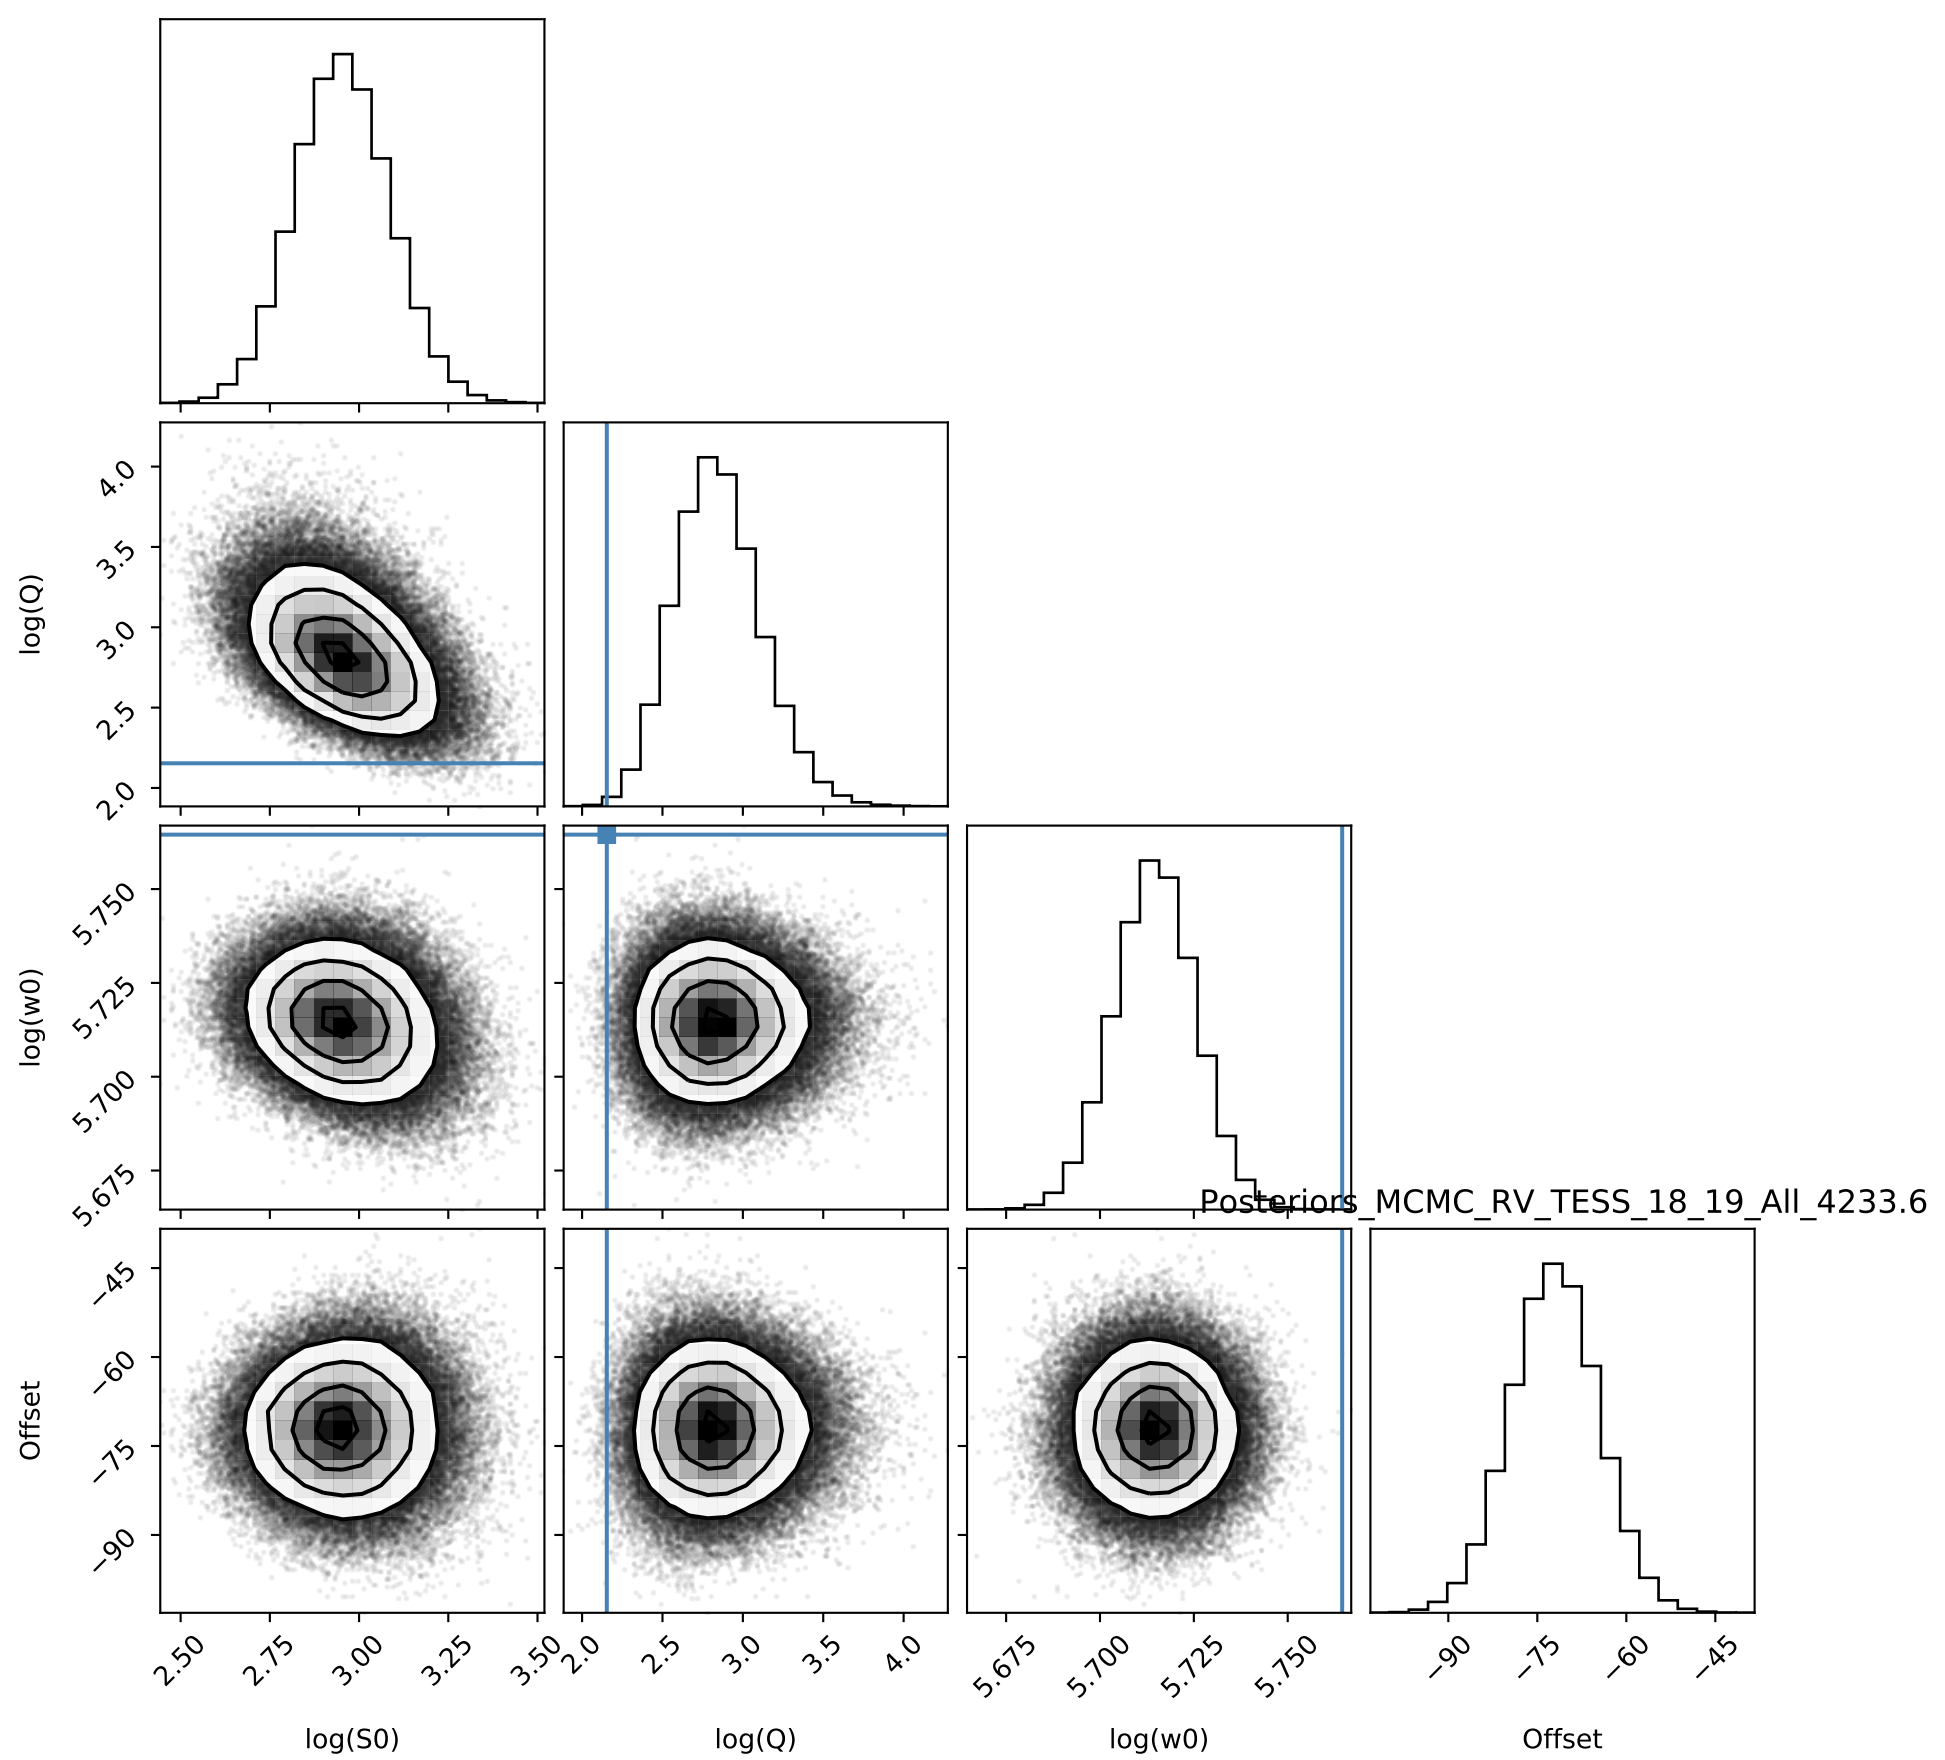 4.0
3.5
3.0
2.5
2.0
log(Q)
5.750
5.725
5.700
5.675
log(w0)
Posteriors_MCMC_RV_TESS_18_19_All_4233.6
−45
−60
−75
−90
Offset
2.50 2.75 3.00 3.25 3.50 2.0 2.5 3.0 3.5 4.0 5.675 5.700 5.725 5.750 −90 −75 −60 −45
log(S0) log(Q) log(w0) Offset